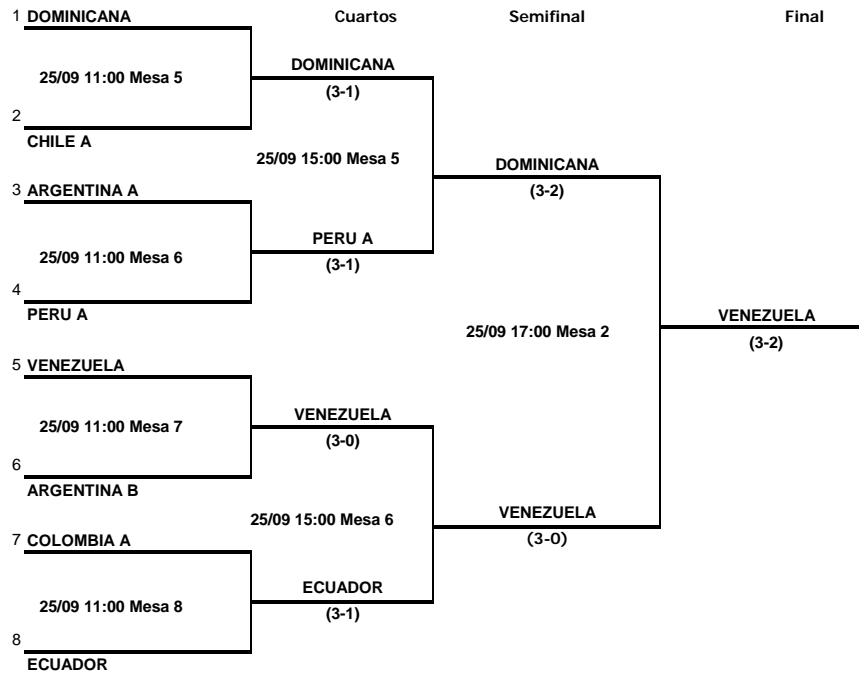 Cuartos Semifinal Final
1 DOMINICANA
DOMINICANA
25/09 11:00 Mesa 5
(3-1)
2
CHILE A
25/09 15:00 Mesa 5
DOMINICANA
(3-2)
3 ARGENTINA A
PERU A
25/09 11:00 Mesa 6
(3-1)
4
PERU A
25/09 17:00 Mesa 2
VENEZUELA
(3-2)
5 VENEZUELA
VENEZUELA
25/09 11:00 Mesa 7
(3-0)
6
ARGENTINA B
25/09 15:00 Mesa 6
VENEZUELA
(3-0)
7 COLOMBIA A
ECUADOR
25/09 11:00 Mesa 8
(3-1)
8
ECUADOR